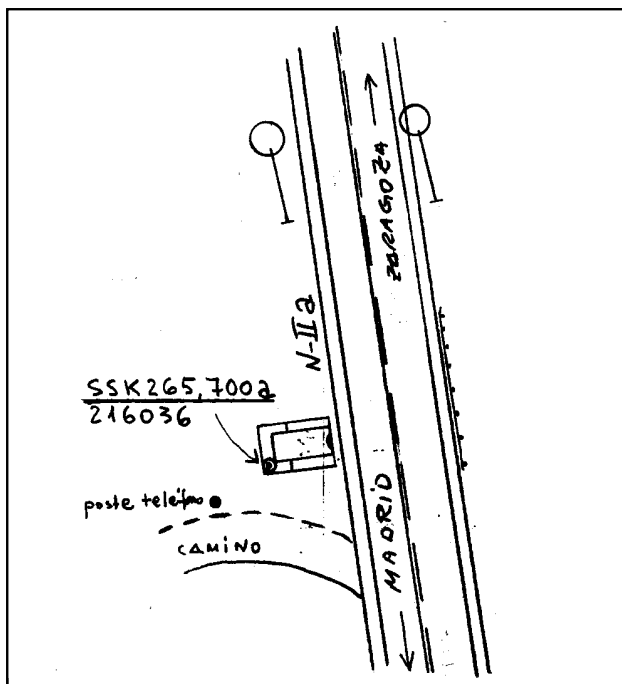 ZARAGOZA
N-IIa
SSK265,700a
216036
poste teléfono
CAMINO
MADRID